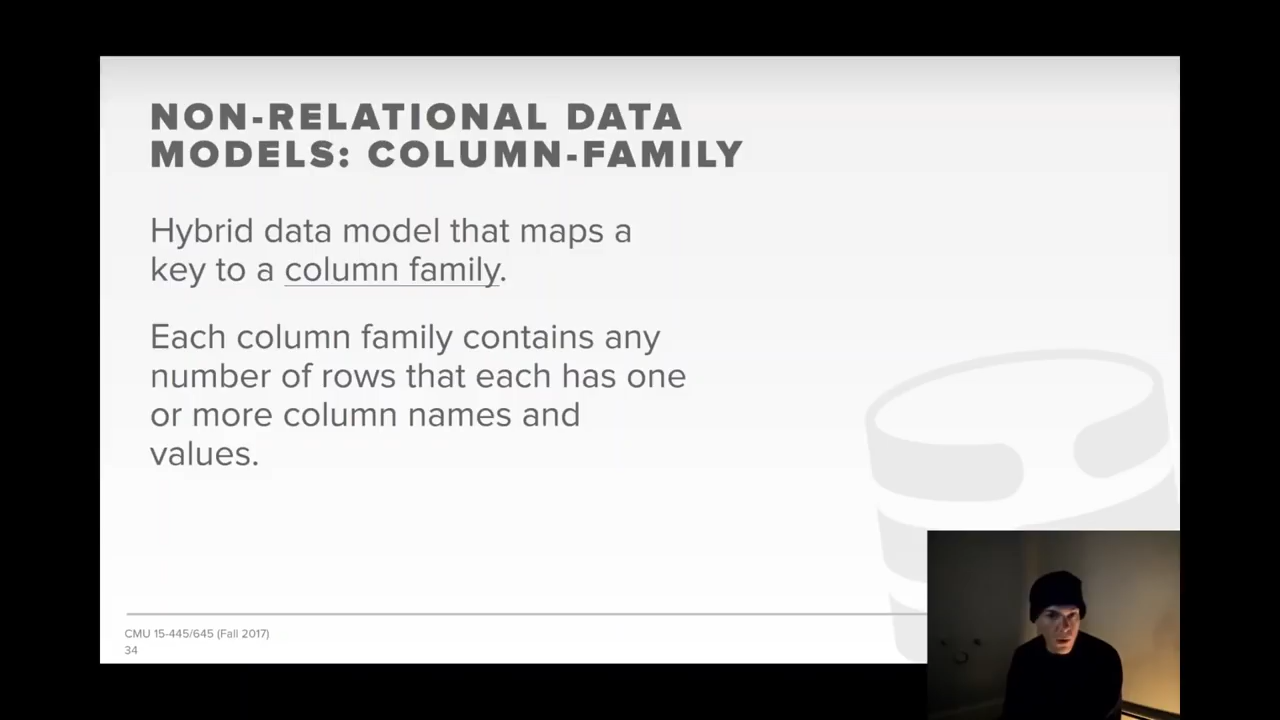 NON-RELATIONAL DATA
MODELS: COLUMN-FAMILY
Hybrid data model that maps a
key to a column family.
Each column family contains any
number of rows that each has one
or more column names and
values.
CMU 15-445/645 (Fall 2017)
34